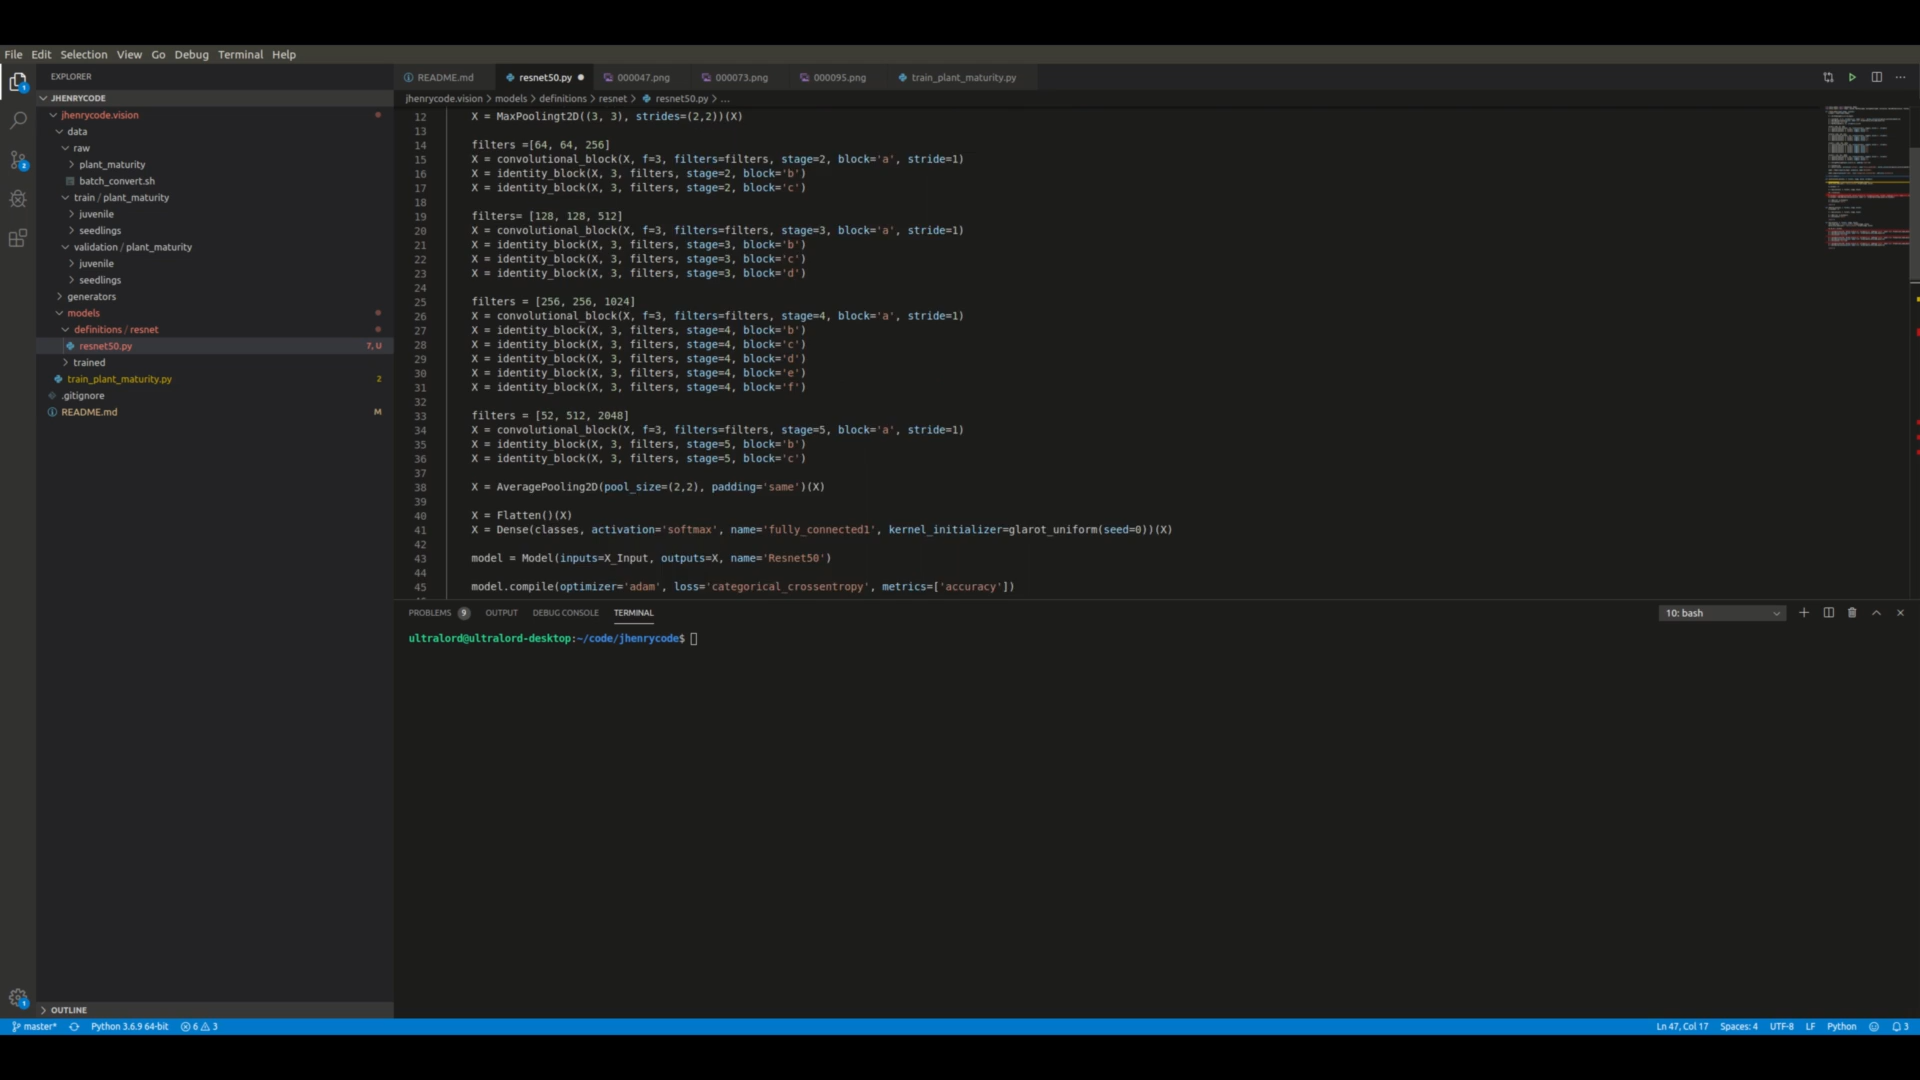 File Edit Selection View Go Debug Terminal Help
EXPLORER
JHENRYCODE
jhenrycode.vision
data
raw
plant_maturity
batch_convert.sh
train / plant_maturity
juvenile
seedlings
validation / plant_maturity
juvenile
seedlings
generators
models
definitions / resnet
resnet50.py 7, U
trained
train_plant_maturity.py 2
.gitignore
README.md M
OUTLINE
README.md resnet50.py 000047.png 000073.png 000095.png train_plant_maturity.py
jhenrycode.vision > models > definitions > resnet > resnet50.py > ...
12 X = MaxPoolingt2D((3, 3), strides=(2,2))(X)
13
14 filters =[64, 64, 256]
15 X = convolutional_block(X, f=3, filters=filters, stage=2, block='a', stride=1)
16 X = identity_block(X, 3, filters, stage=2, block='b')
17 X = identity_block(X, 3, filters, stage=2, block='c')
18
19 filters= [128, 128, 512]
20 X = convolutional_block(X, f=3, filters=filters, stage=3, block='a', stride=1)
21 X = identity_block(X, 3, filters, stage=3, block='b')
22 X = identity_block(X, 3, filters, stage=3, block='c')
23 X = identity_block(X, 3, filters, stage=3, block='d')
24
25 filters = [256, 256, 1024]
26 X = convolutional_block(X, f=3, filters=filters, stage=4, block='a', stride=1)
27 X = identity_block(X, 3, filters, stage=4, block='b')
28 X = identity_block(X, 3, filters, stage=4, block='c')
29 X = identity_block(X, 3, filters, stage=4, block='d')
30 X = identity_block(X, 3, filters, stage=4, block='e')
31 X = identity_block(X, 3, filters, stage=4, block='f')
32
33 filters = [52, 512, 2048]
34 X = convolutional_block(X, f=3, filters=filters, stage=5, block='a', stride=1)
35 X = identity_block(X, 3, filters, stage=5, block='b')
36 X = identity_block(X, 3, filters, stage=5, block='c')
37
38 X = AveragePooling2D(pool_size=(2,2), padding='same')(X)
39
40 X = Flatten()(X)
41 X = Dense(classes, activation='softmax', name='fully_connected1', kernel_initializer=glarot_uniform(seed=0))(X)
42
43 model = Model(inputs=X_Input, outputs=X, name='Resnet50')
44
45 model.compile(optimizer='adam', loss='categorical_crossentropy', metrics=['accuracy'])
PROBLEMS 9 OUTPUT DEBUG CONSOLE TERMINAL 10: bash
ultralord@ultralord-desktop:~/code/jhenrycode$
master* Python 3.6.9 64-bit 6 3 Ln 47, Col 17 Spaces: 4 UTF-8 LF Python 3